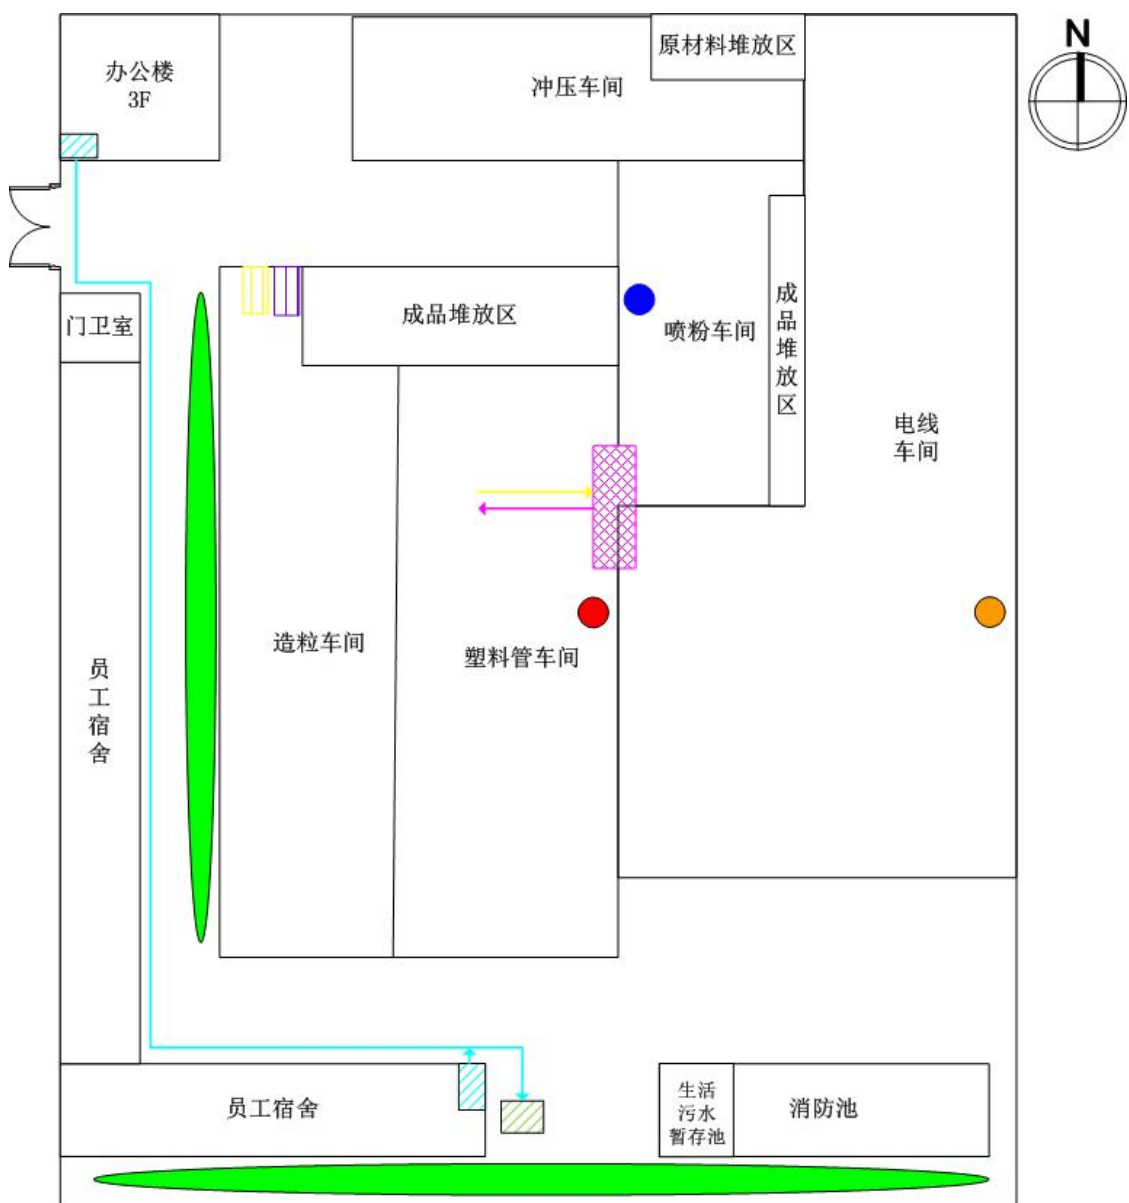 N
原材料堆放区
办公楼
3F
冲压车间
门卫室
成品堆放区
喷粉车间
成
品
堆
放
区
电线
车间
造粒车间
塑料管车间
员
工
宿
舍
员工宿舍
生活
污水
暂存池
消防池